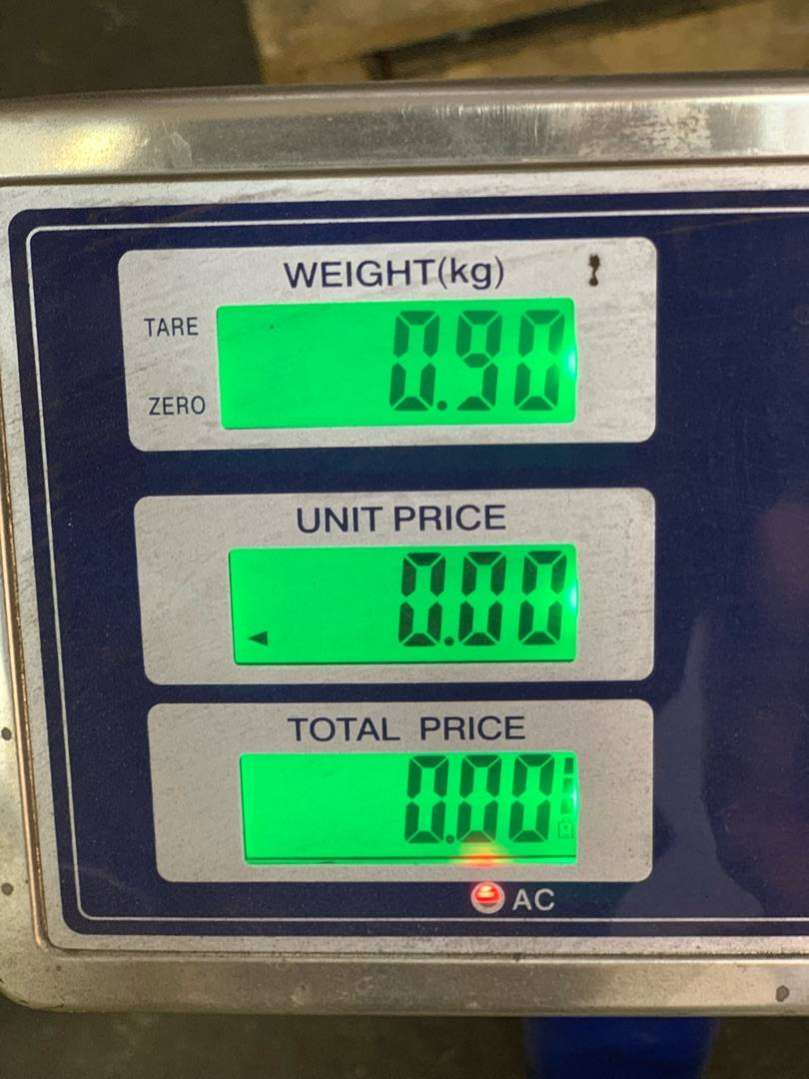 WEIGHT(kg)
TARE
0.90
ZERO
UNIT PRICE
0.00
TOTAL PRICE
0.00
AC